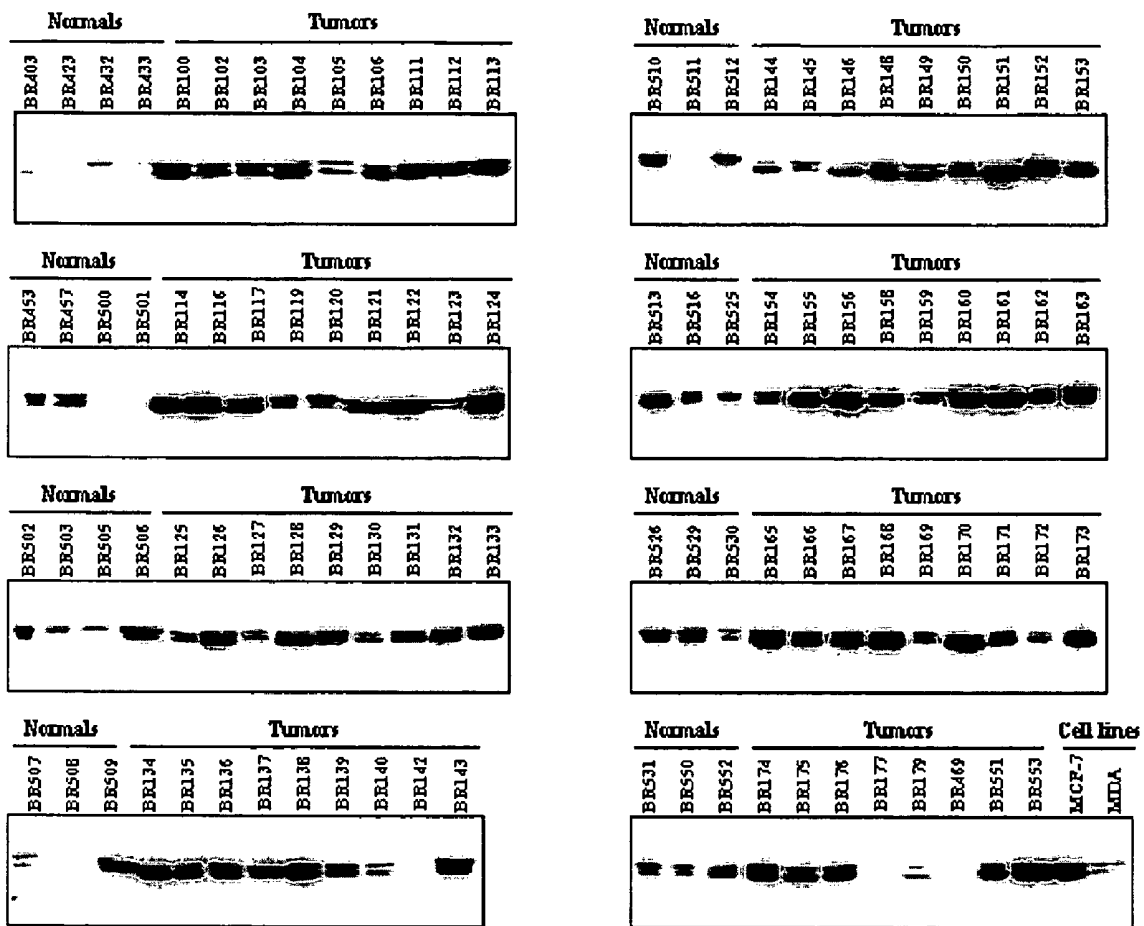 Normals Tumors
BR403 BR423 BR432 BR433 BR100 BR102 BR103 BR104 BR105 BR106 BR111 BR112 BR113
Normals Tumors
BR510 BR511 BR512 BR144 BR145 BR146 BR148 BR149 BR150 BR151 BR152 BR153
Normals Tumors
BR453 BR457 BR500 BR501 BR114 BR116 BR117 BR119 BR120 BR121 BR122 BR123 BR124
Normals Tumors
BR513 BR516 BR525 BR154 BR155 BR156 BR158 BR159 BR160 BR161 BR162 BR163
Normals Tumors
BR502 BR503 BR505 BR506 BR125 BR126 BR127 BR128 BR129 BR130 BR131 BR132 BR133
Normals Tumors
BR526 BR529 BR530 BR165 BR166 BR167 BR168 BR169 BR170 BR171 BR172 BR173
Normals Tumors
BR507 BR508 BR509 BR134 BR135 BR136 BR137 BR138 BR139 BR140 BR142 BR143
Normals Tumors Cell lines
BR531 BR550 BR552 BR174 BR175 BR176 BR177 BR179 BR469 BR551 BR553 MCF-7 MDA